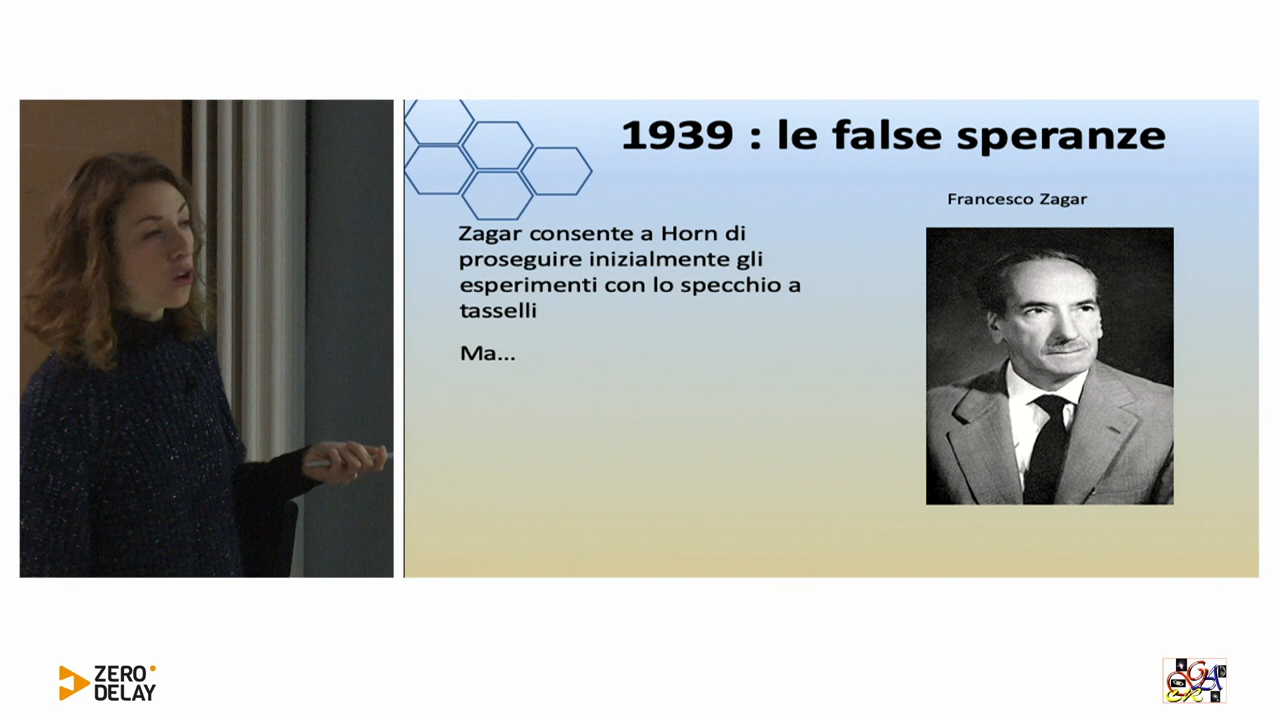 1939 : le false speranze
Francesco Zagar
Zagar consente a Horn di
proseguire inizialmente gli
esperimenti con lo specchio a
tasselli
Ma...
ZERO
DELAY